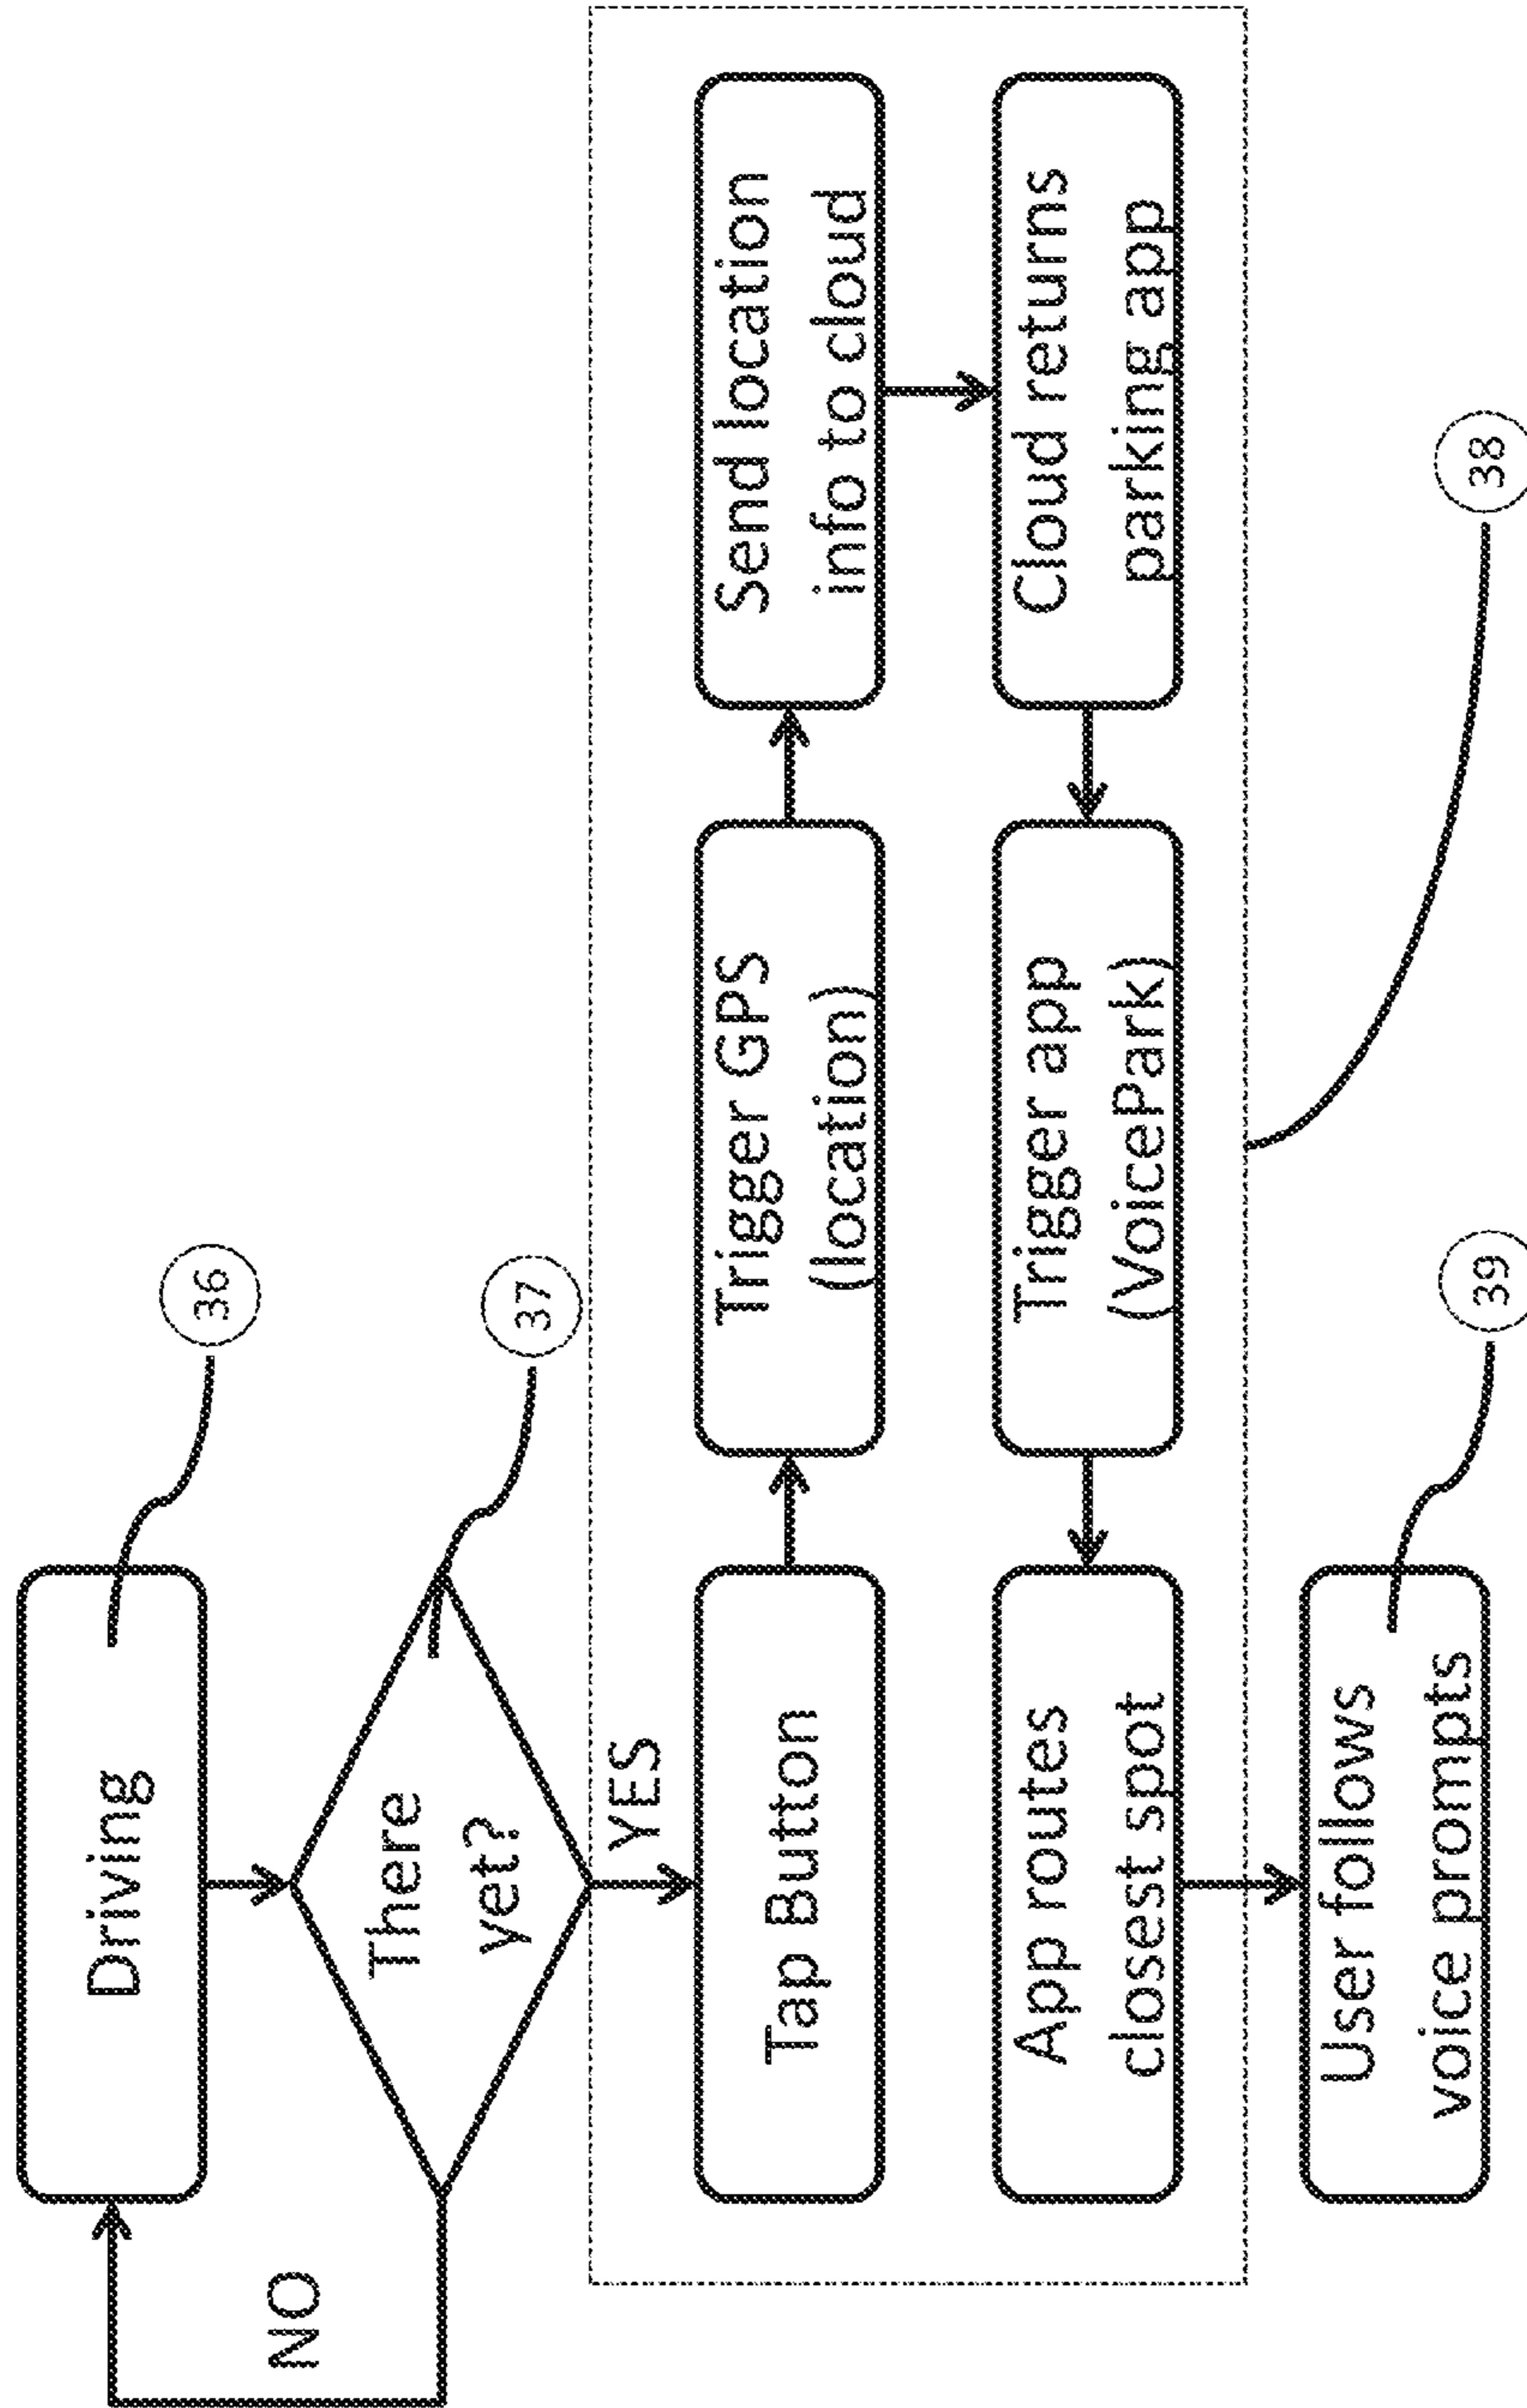 Driving
36
NO
There
yet?
37
YES
Tap Button
Trigger GPS
(location)
Send location
info to cloud
App routes
closest spot
Trigger app
(VoicePark)
Cloud returns
parking app
38
User follows
voice prompts
39